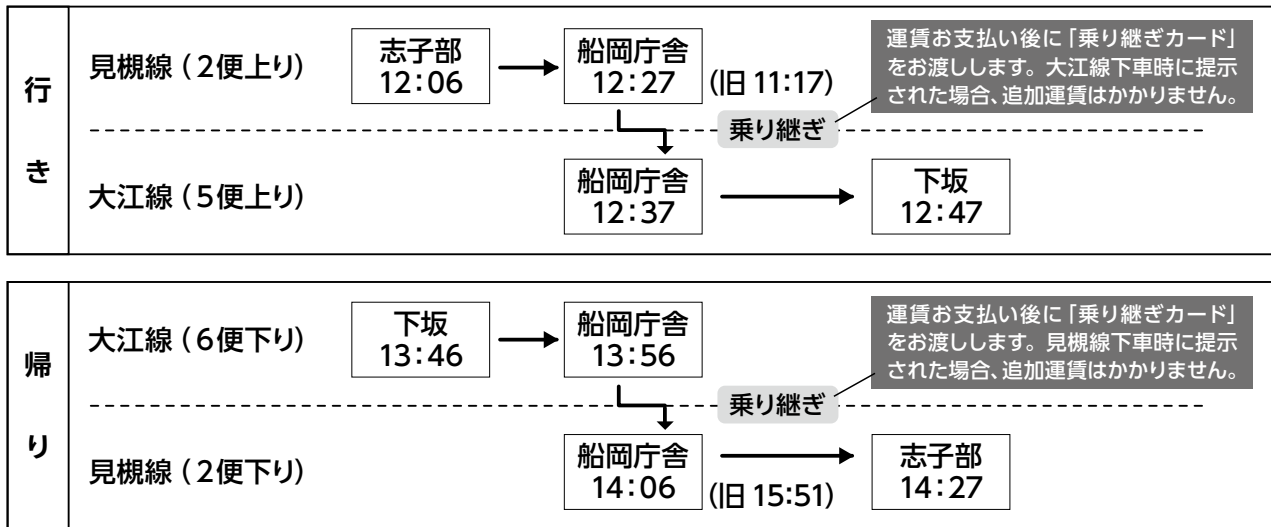 行き
見槻線（2便上り）
志子部
12：06
船岡庁舎
12：27
（旧 11：17）
運賃お支払い後に「乗り継ぎカード」
をお渡しします。大江線下車時に提示
された場合、追加運賃はかかりません。
乗り継ぎ
大江線（5便上り）
船岡庁舎
12：37
下坂
12：47
帰り
大江線（6便下り）
下坂
13：46
船岡庁舎
13：56
運賃お支払い後に「乗り継ぎカード」
をお渡しします。見槻線下車時に提示
された場合、追加運賃はかかりません。
乗り継ぎ
見槻線（2便下り）
船岡庁舎
14：06
（旧 15：51）
志子部
14：27